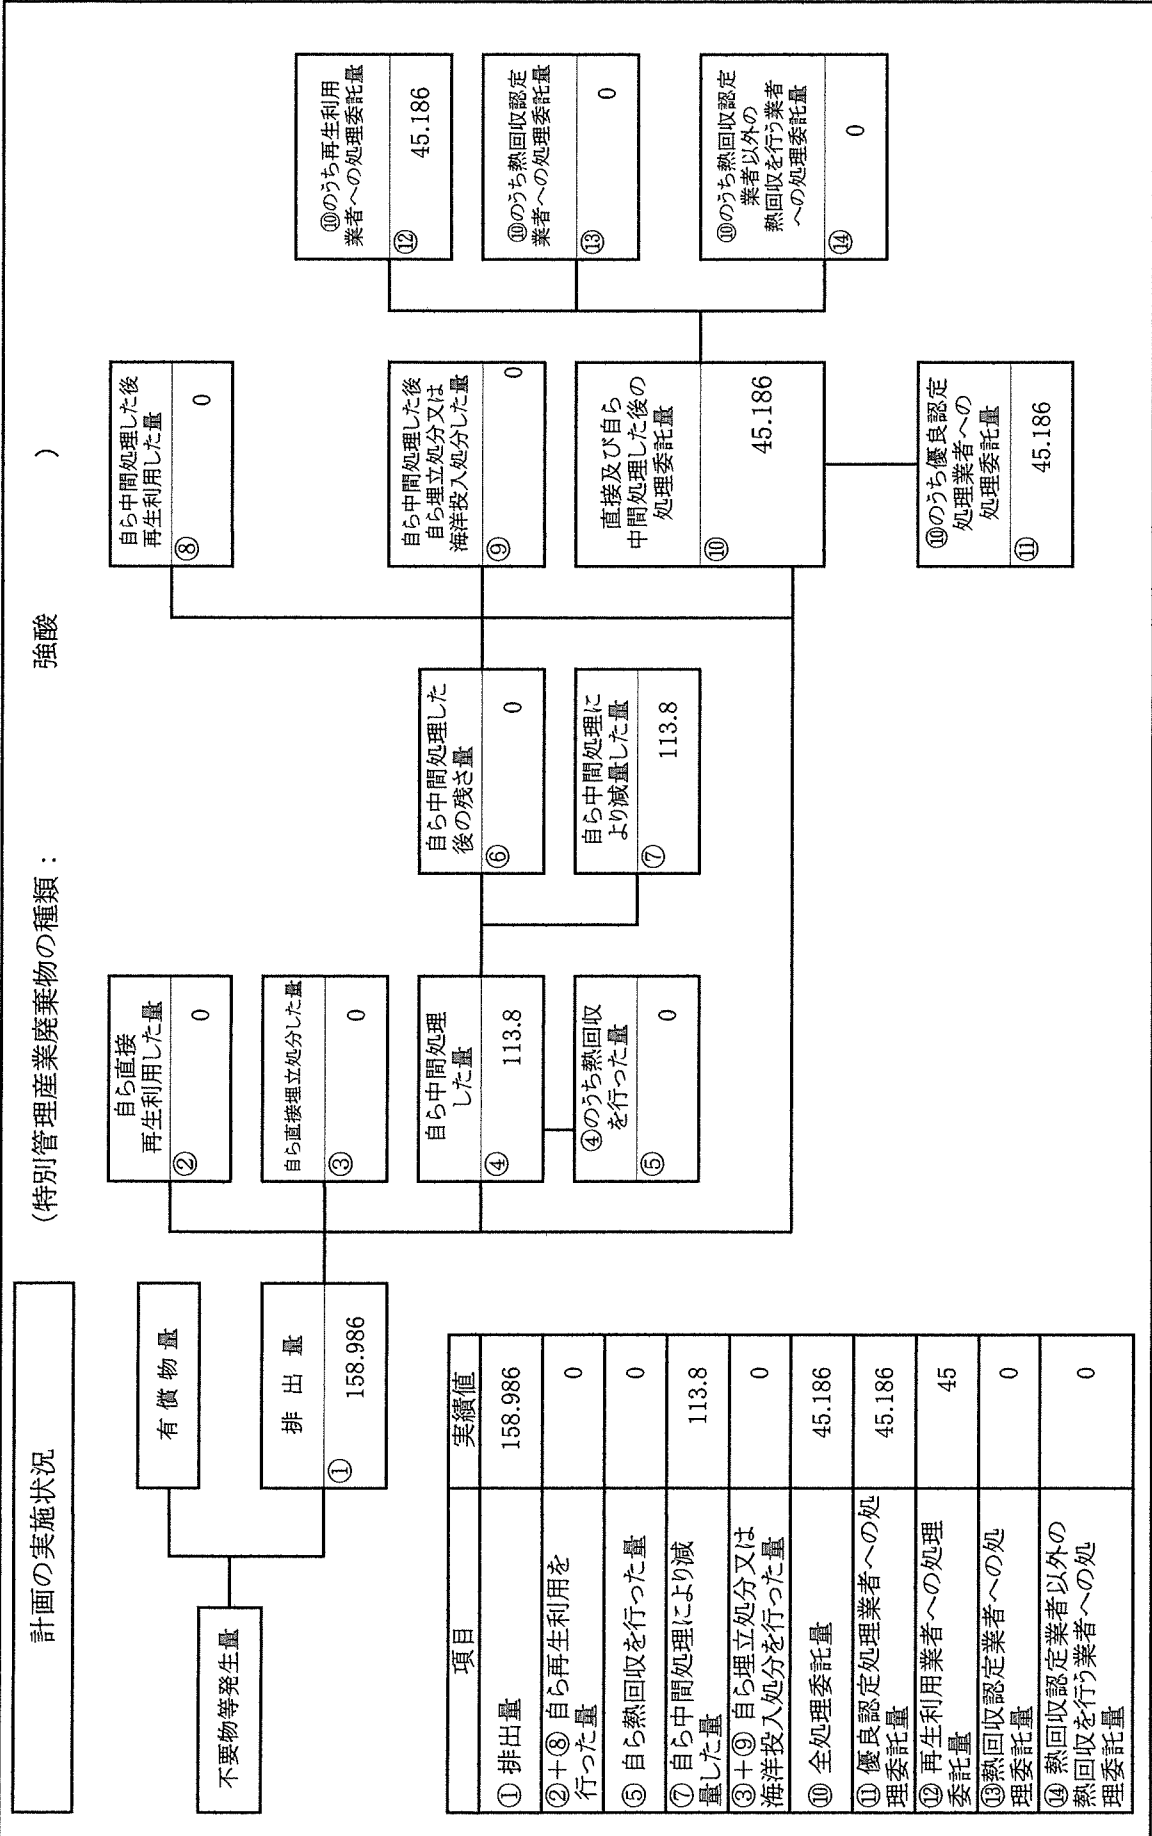 計画の実施状況
(特別管理産業廃棄物の種類:　強酸　)
不要物等発生量
有償物量
排出量
①
158.986
自ら直接
再生利用した量
②
0
自ら直接埋立処分した量
③
0
自ら中間処理
した量
④
113.8
④のうち熱回収
を行った量
⑤
0
自ら中間処理した
後の残さ量
⑥
0
自ら中間処理に
より減量した量
⑦
113.8
自ら中間処理した後
再生利用した量
⑧
0
自ら中間処理した後
自ら埋立処分又は
海洋投入処分した量
⑨
0
直接及び自ら
中間処理した後の
処理委託量
⑩
45.186
⑩のうち優良認定
処理業者への
処理委託量
⑪
45.186
⑩のうち再生利用
業者への処理委託量
⑫
45.186
⑩のうち熱回収認定
業者への処理委託量
⑬
0
⑩のうち熱回収認定
業者以外の
熱回収を行う業者
への処理委託量
⑭
0
項目　実績値
①排出量　158.986
②+⑧ 自ら再生利用を
行った量　0
⑤ 自ら熱回収を行った量　0
⑦ 自ら中間処理により減
量した量　113.8
③+⑨ 自ら埋立処分又は
海洋投入処分を行った量　0
⑩ 全処理委託量　45.186
⑪ 優良認定処理業者への処
理委託量　45.186
⑫ 再生利用業者への処理
委託量　45
⑬熱回収認定業者への処
理委託量　0
⑭ 熱回収認定業者以外の
熱回収を行う業者への処
理委託量　0